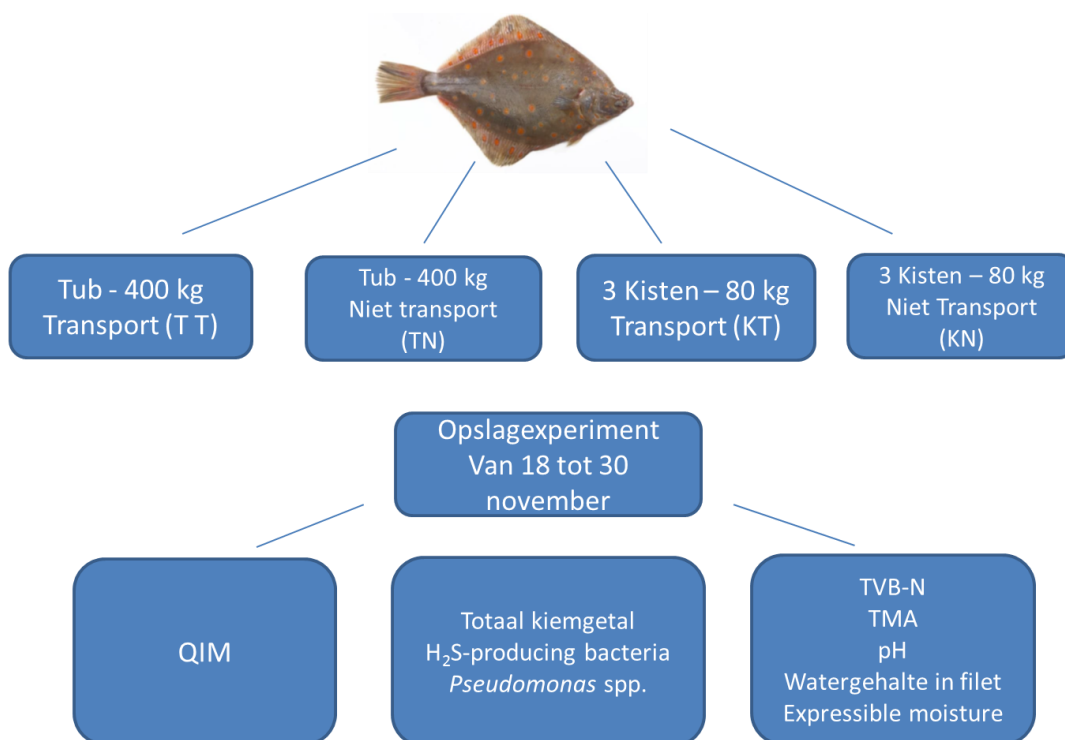 Tub - 400 kg
Transport (T T)
Tub - 400 kg
Niet transport
(TN)
3 Kisten – 80 kg
Transport (KT)
3 Kisten – 80 kg
Niet Transport
(KN)
Opslagexperiment
Van 18 tot 30
november
QIM
Totaal kiemgetal
H₂S-producing bacteria
Pseudomonas spp.
TVB-N
TMA
pH
Watergehalte in filet
Expressible moisture